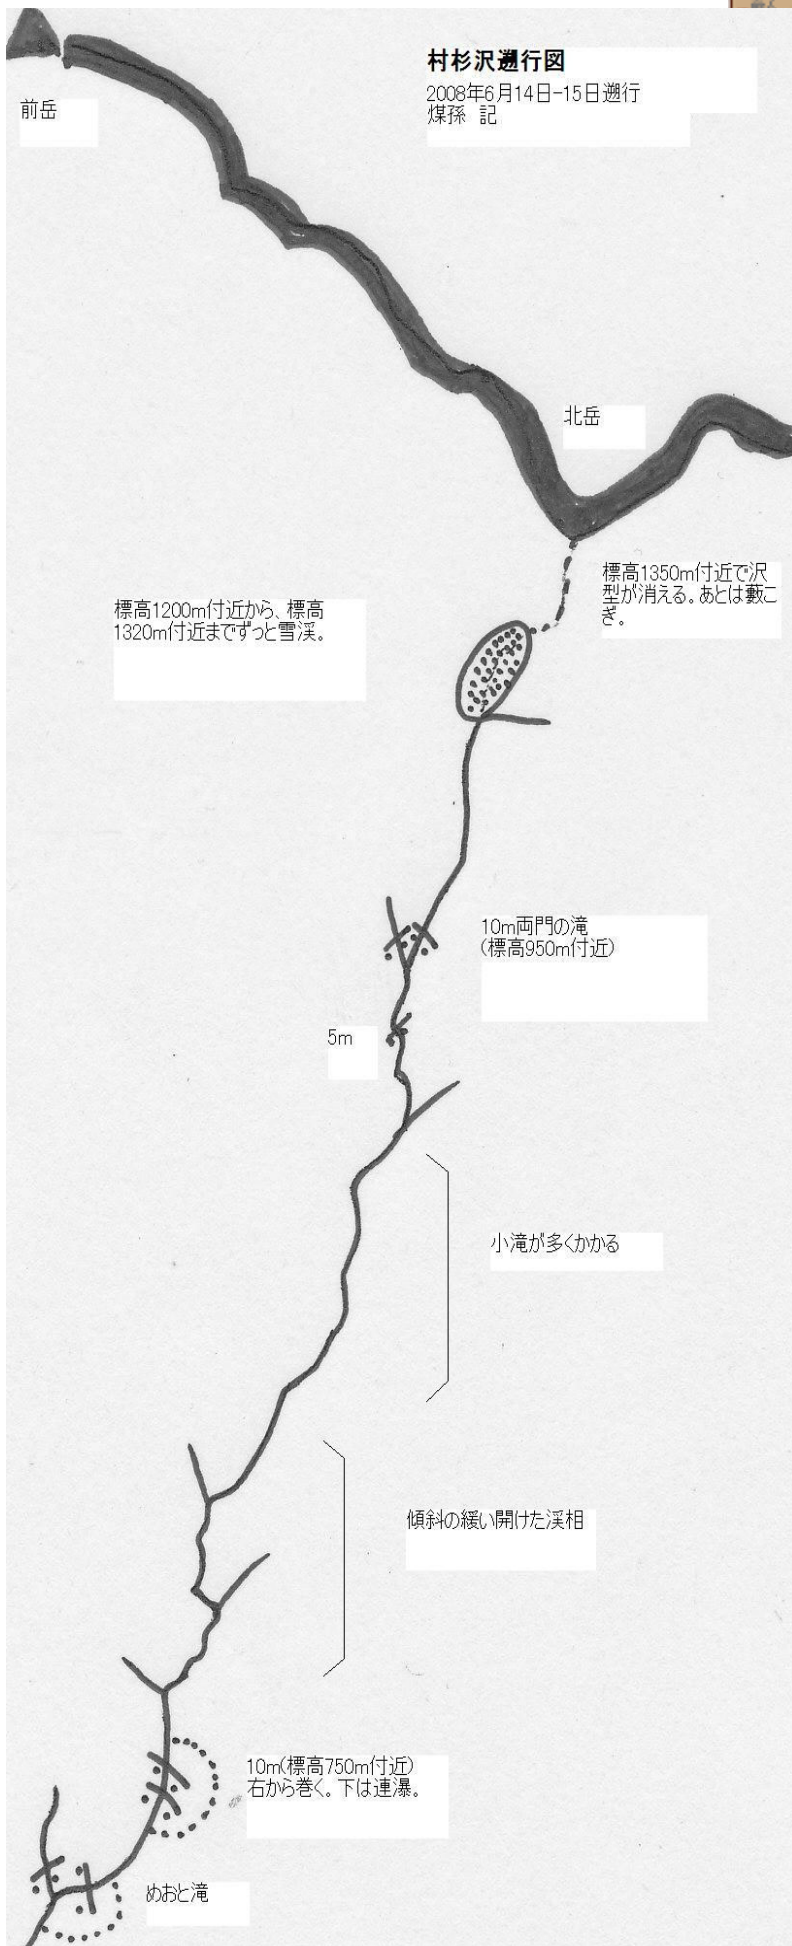 村杉沢遡行図
2008年6月14日-15日遡行
煤孫 記
前岳
北岳
標高1350m付近で沢
型が消える。あとは藪こ
ぎ。
標高1200m付近から、標高
1320m付近までずっと雪渓。
10m両門の滝
(標高950m付近)
5m
小滝が多くかかる
傾斜の緩い開けた渓相
10m(標高750m付近)
右から巻く。下は連瀑。
めおと滝